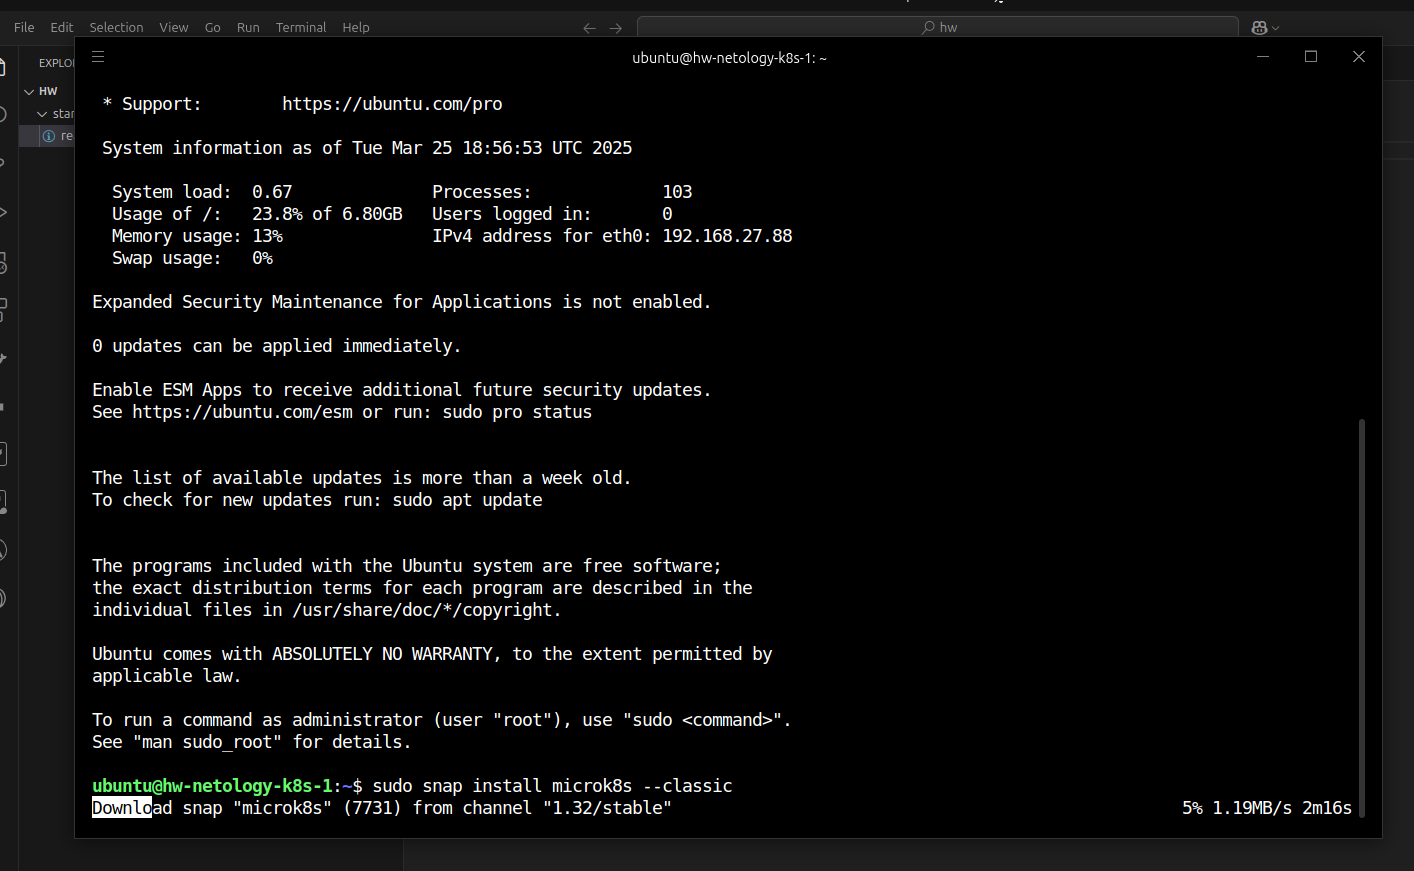 File Edit Selection View Go Run Terminal Help
hw
EXPLO
ubuntu@hw-netology-k8s-1: ~
HW
star
re
* Support:        https://ubuntu.com/pro
System information as of Tue Mar 25 18:56:53 UTC 2025
System load:  0.67              Processes:             103
Usage of /:   23.8% of 6.80GB   Users logged in:       0
Memory usage: 13%               IPv4 address for eth0: 192.168.27.88
Swap usage:   0%
Expanded Security Maintenance for Applications is not enabled.
0 updates can be applied immediately.
Enable ESM Apps to receive additional future security updates.
See https://ubuntu.com/esm or run: sudo pro status
The list of available updates is more than a week old.
To check for new updates run: sudo apt update
The programs included with the Ubuntu system are free software;
the exact distribution terms for each program are described in the
individual files in /usr/share/doc/*/copyright.
Ubuntu comes with ABSOLUTELY NO WARRANTY, to the extent permitted by
applicable law.
To run a command as administrator (user "root"), use "sudo <command>".
See "man sudo_root" for details.
ubuntu@hw-netology-k8s-1:~$ sudo snap install microk8s --classic
Download snap "microk8s" (7731) from channel "1.32/stable" 5% 1.19MB/s 2m16s